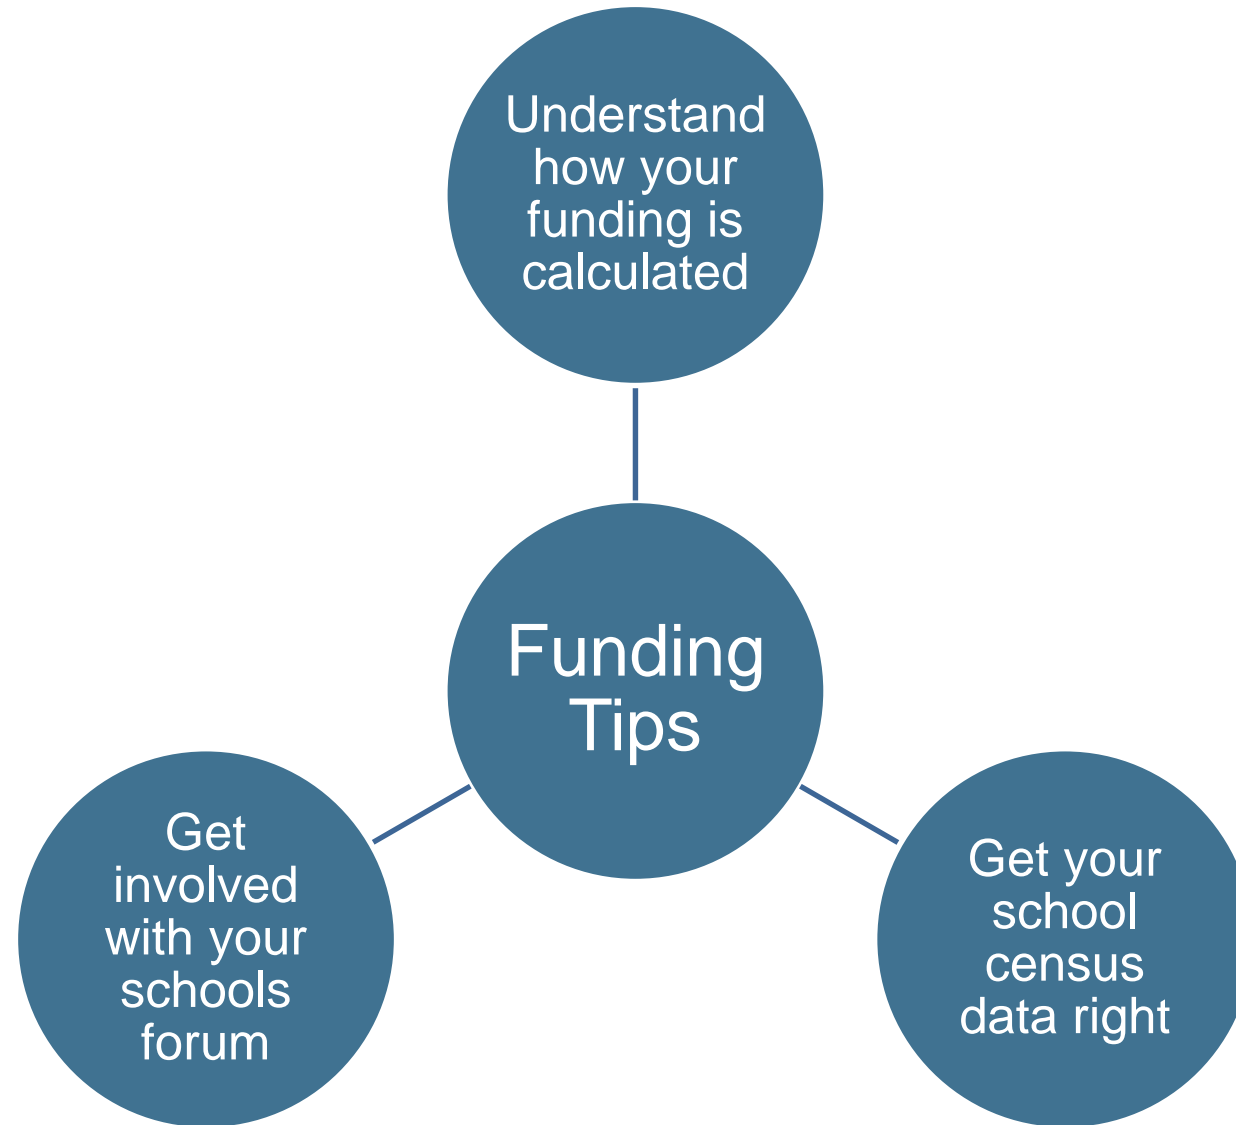 Understand
how your
funding is
calculated
Funding
Tips
Get
involved
with your
schools
forum
Get your
school
census
data right